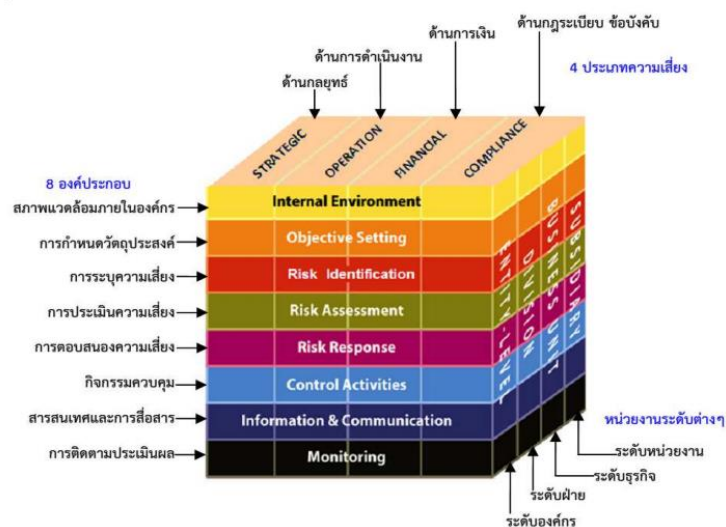 ด้านกฎระเบียบ ข้อบังคับ
ด้านการเงิน
ด้านการดำเนินงาน
4 ประเภทความเสี่ยง
ด้านกลยุทธ์
STRATEGIC
OPERATION
FINANCIAL
COMPLIANCE
8 องค์ประกอบ
สภาพแวดล้อมภายในองค์กร
Internal Environment
การกำหนดวัตถุประสงค์
Objective Setting
การระบุความเสี่ยง
Risk Identification
การประเมินความเสี่ยง
Risk Assessment
การตอบสนองความเสี่ยง
Risk Response
กิจกรรมควบคุม
Control Activities
สารสนเทศและการสื่อสาร
Information & Communication
การติดตามประเมินผล
Monitoring
ENTITY-LEVEL
DIVISION
BUSINESS UNIT
SUBSIDIARY
หน่วยงานระดับต่างๆ
ระดับหน่วยงาน
ระดับธุรกิจ
ระดับฝ่าย
ระดับองค์กร